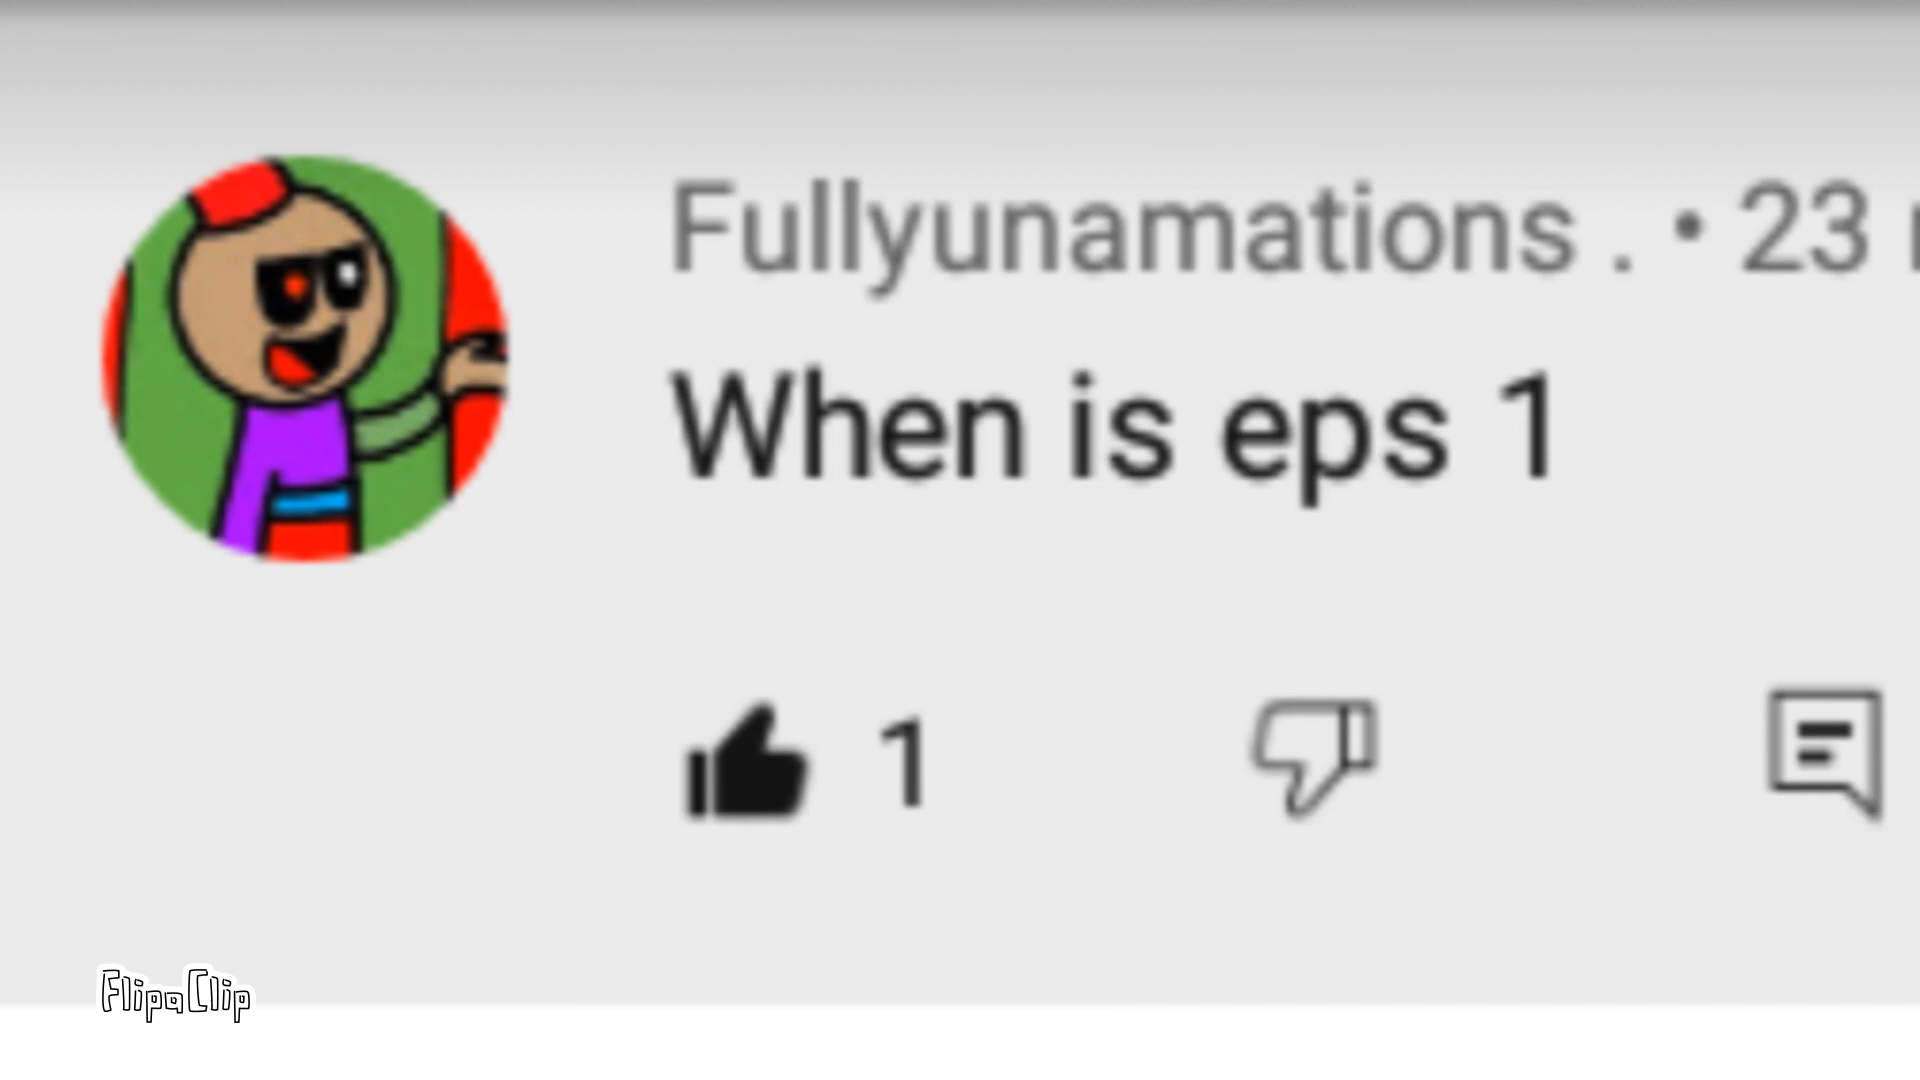 Fullyunamations . • 23
When is eps 1
1
FlipaClip